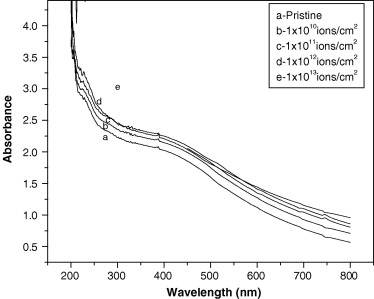 a-Pristine
b-1x10¹⁰ions/cm²
c-1x10¹¹ions/cm²
d-1x10¹²ions/cm²
e-1x10¹³ions/cm²
4.0
3.5
e
3.0
d
2.5
c
b
a
2.0
1.5
1.0
0.5
Absorbance
200 300 400 500 600 700 800
Wavelength (nm)